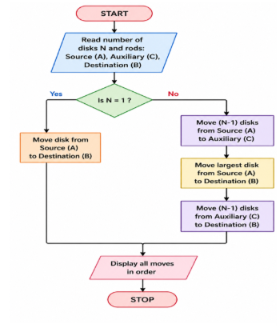 START
Read number of
disks N and rods:
Source (A), Auxiliary (C),
Destination (B)
Yes
Is N = 1 ?
No
Move disk from
Source (A)
to Destination (B)
Move (N-1) disks
from Source (A)
to Auxiliary (C)
Move largest disk
from Source (A)
to Destination (B)
Move (N-1) disks
from Auxiliary (C)
to Destination (B)
Display all moves
in order
STOP